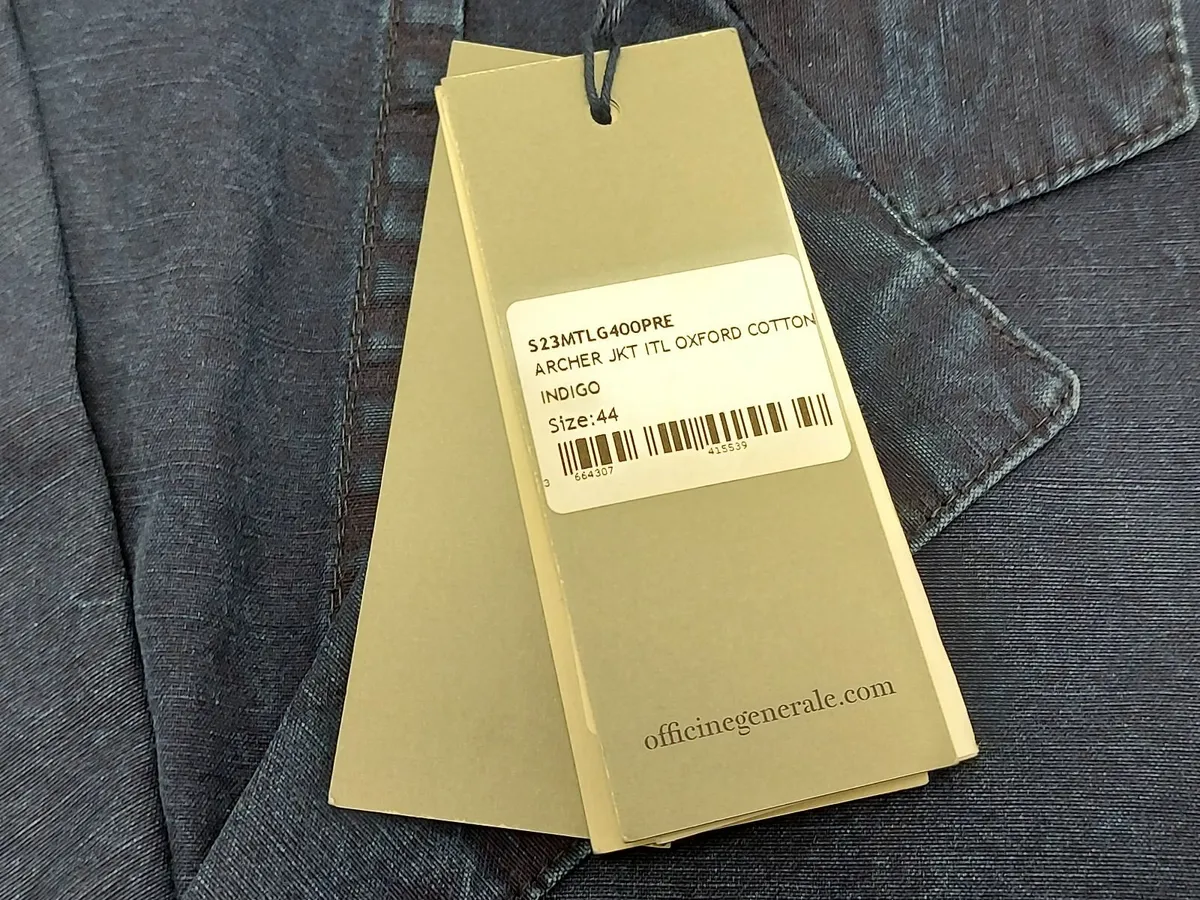 S23MTLG400PRE
ARCHER JKT ITL OXFORD COTTON
INDIGO
Size:44
3 664307 415539
officinegenerale.com